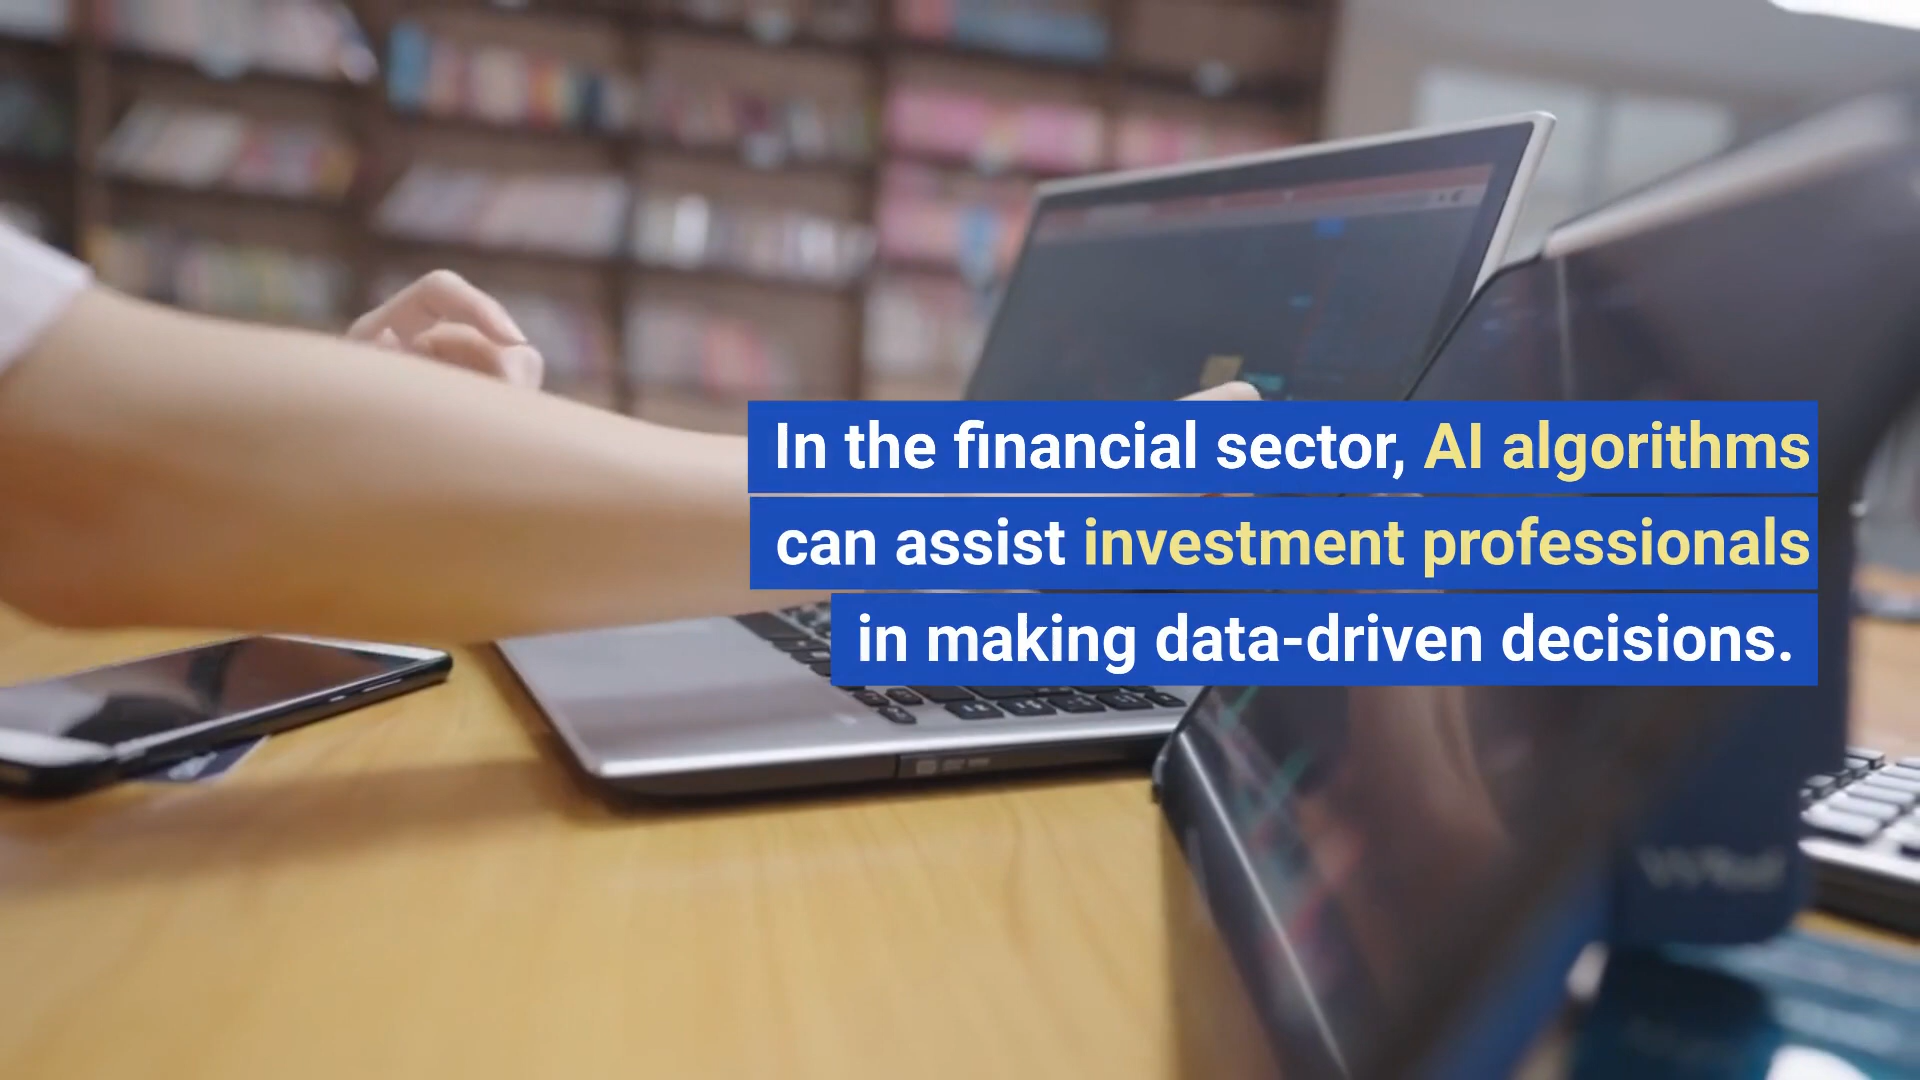 In the financial sector, AI algorithms
can assist investment professionals
in making data-driven decisions.